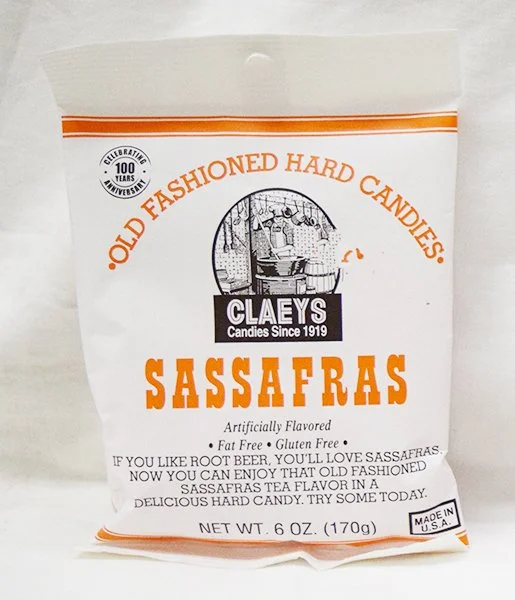 CELEBRATING
100
YEARS
ANNIVERSARY
•OLD FASHIONED HARD CANDIES•
CLAEYS
Candies Since 1919
SASSAFRAS
Artificially Flavored
• Fat Free • Gluten Free •
IF YOU LIKE ROOT BEER, YOU'LL LOVE SASSAFRAS.
NOW YOU CAN ENJOY THAT OLD FASHIONED
SASSAFRAS TEA FLAVOR IN A
DELICIOUS HARD CANDY. TRY SOME TODAY.
NET WT. 6 OZ. (170g)
MADE IN
U.S.A.